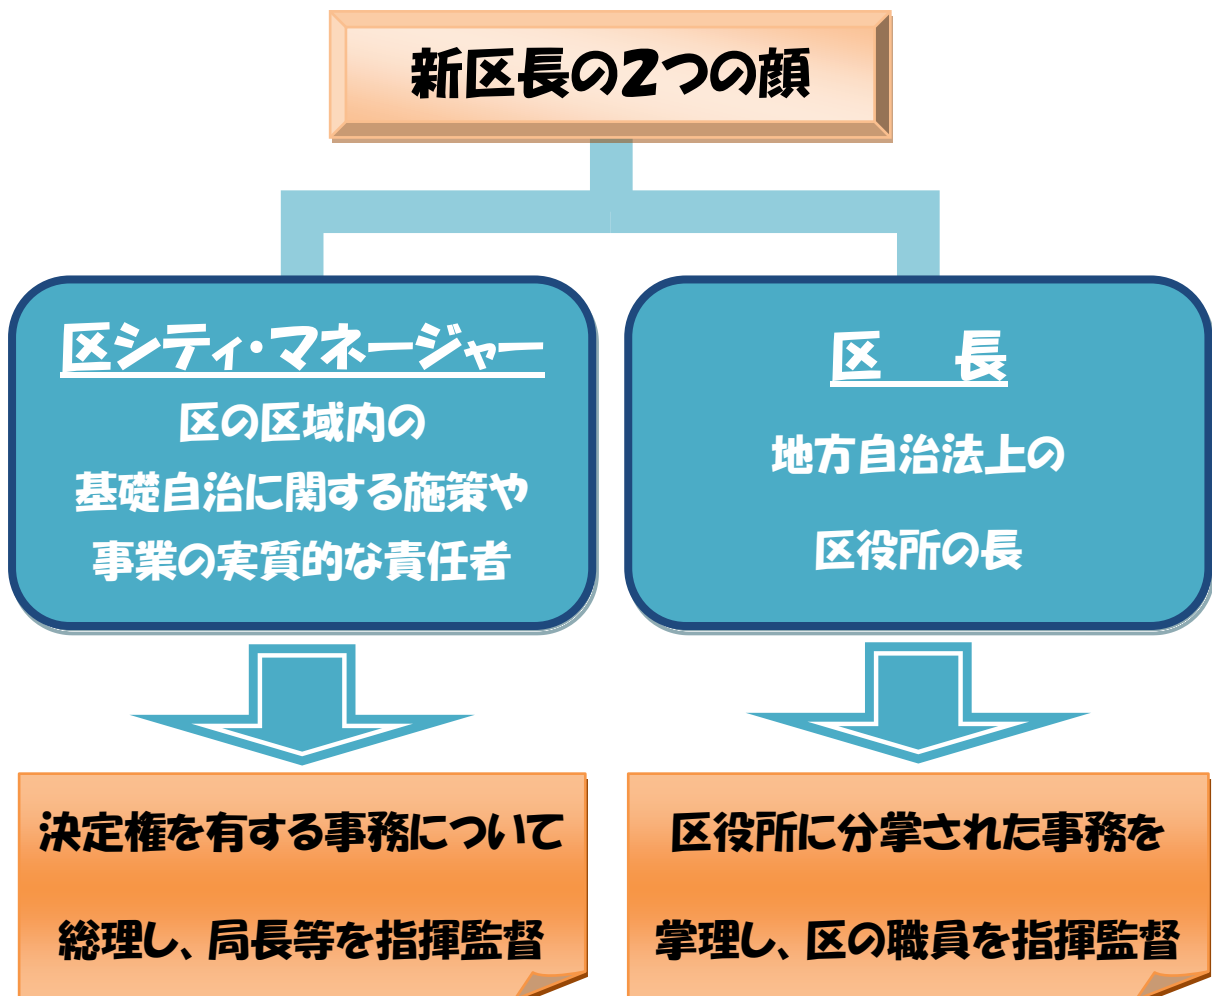 新区長の2つの顔
区シティ・マネージャー
区の区域内の
基礎自治に関する施策や
事業の実質的な責任者
区　長
地方自治法上の
区役所の長
決定権を有する事務について
総理し、局長等を指揮監督
区役所に分掌された事務を
掌理し、区の職員を指揮監督